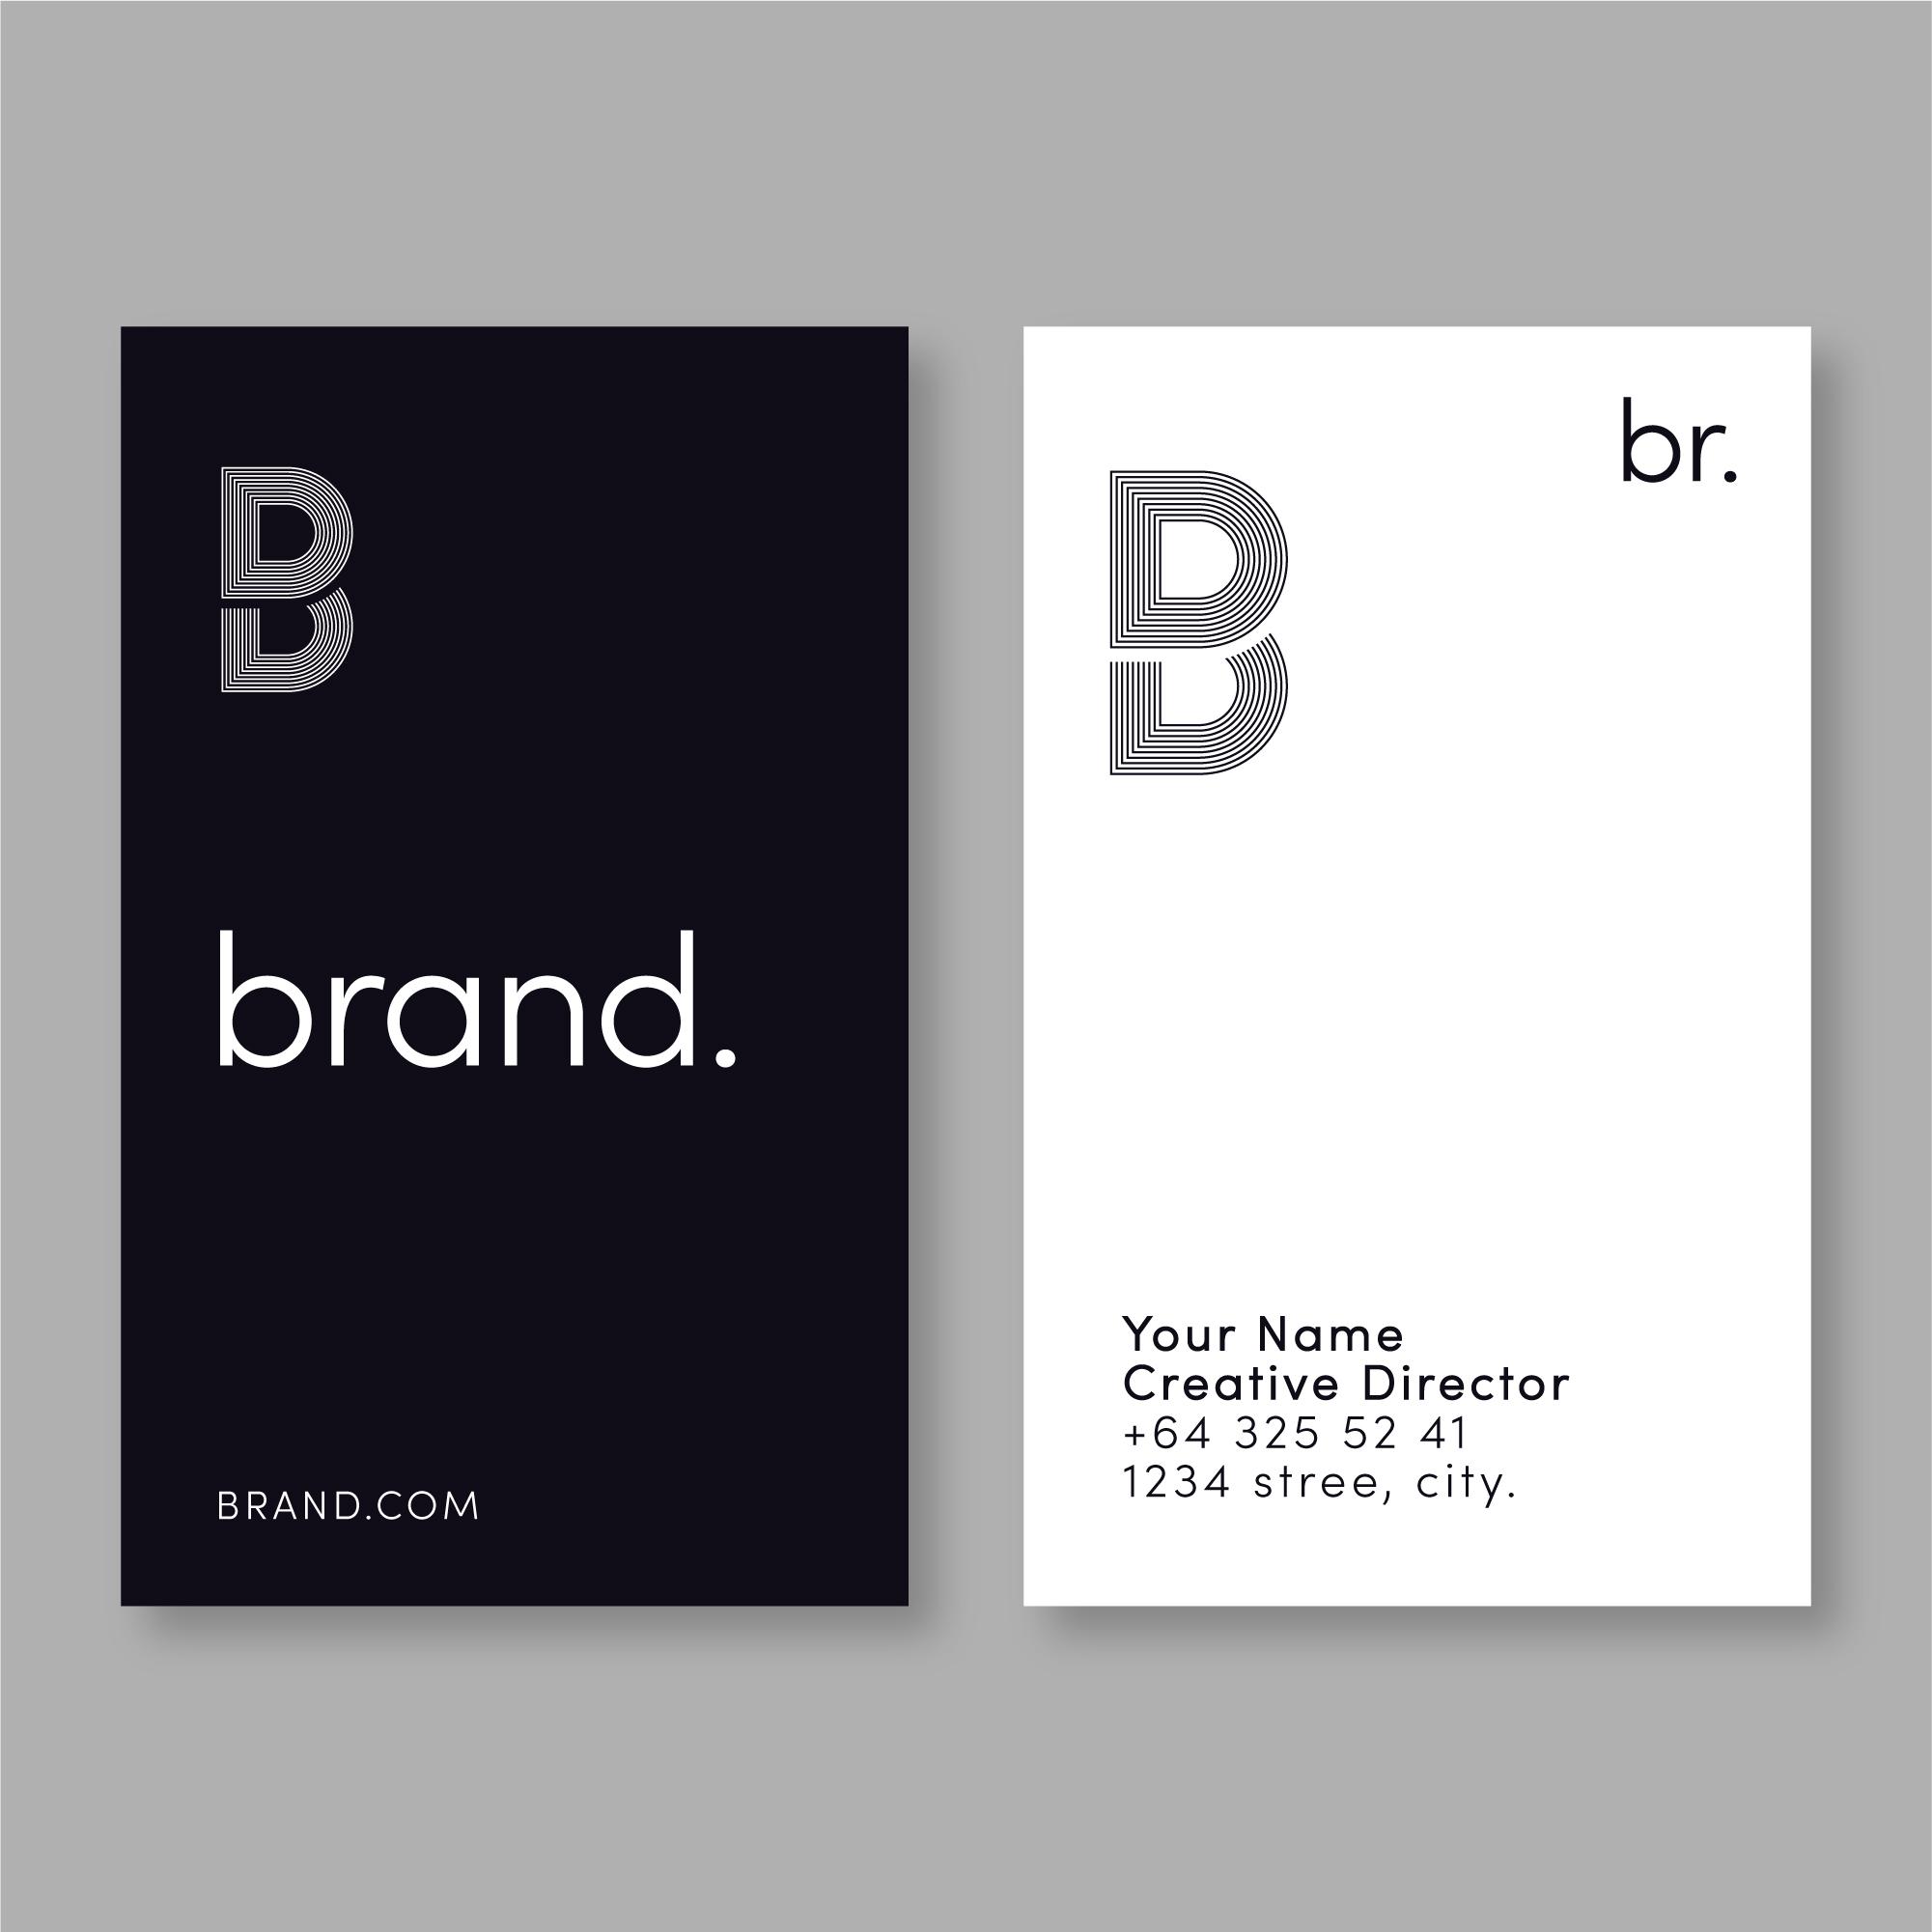 B
brand.
BRAND.COM
br.
B
Your Name
Creative Director
+64 325 52 41
1234 stree, city.